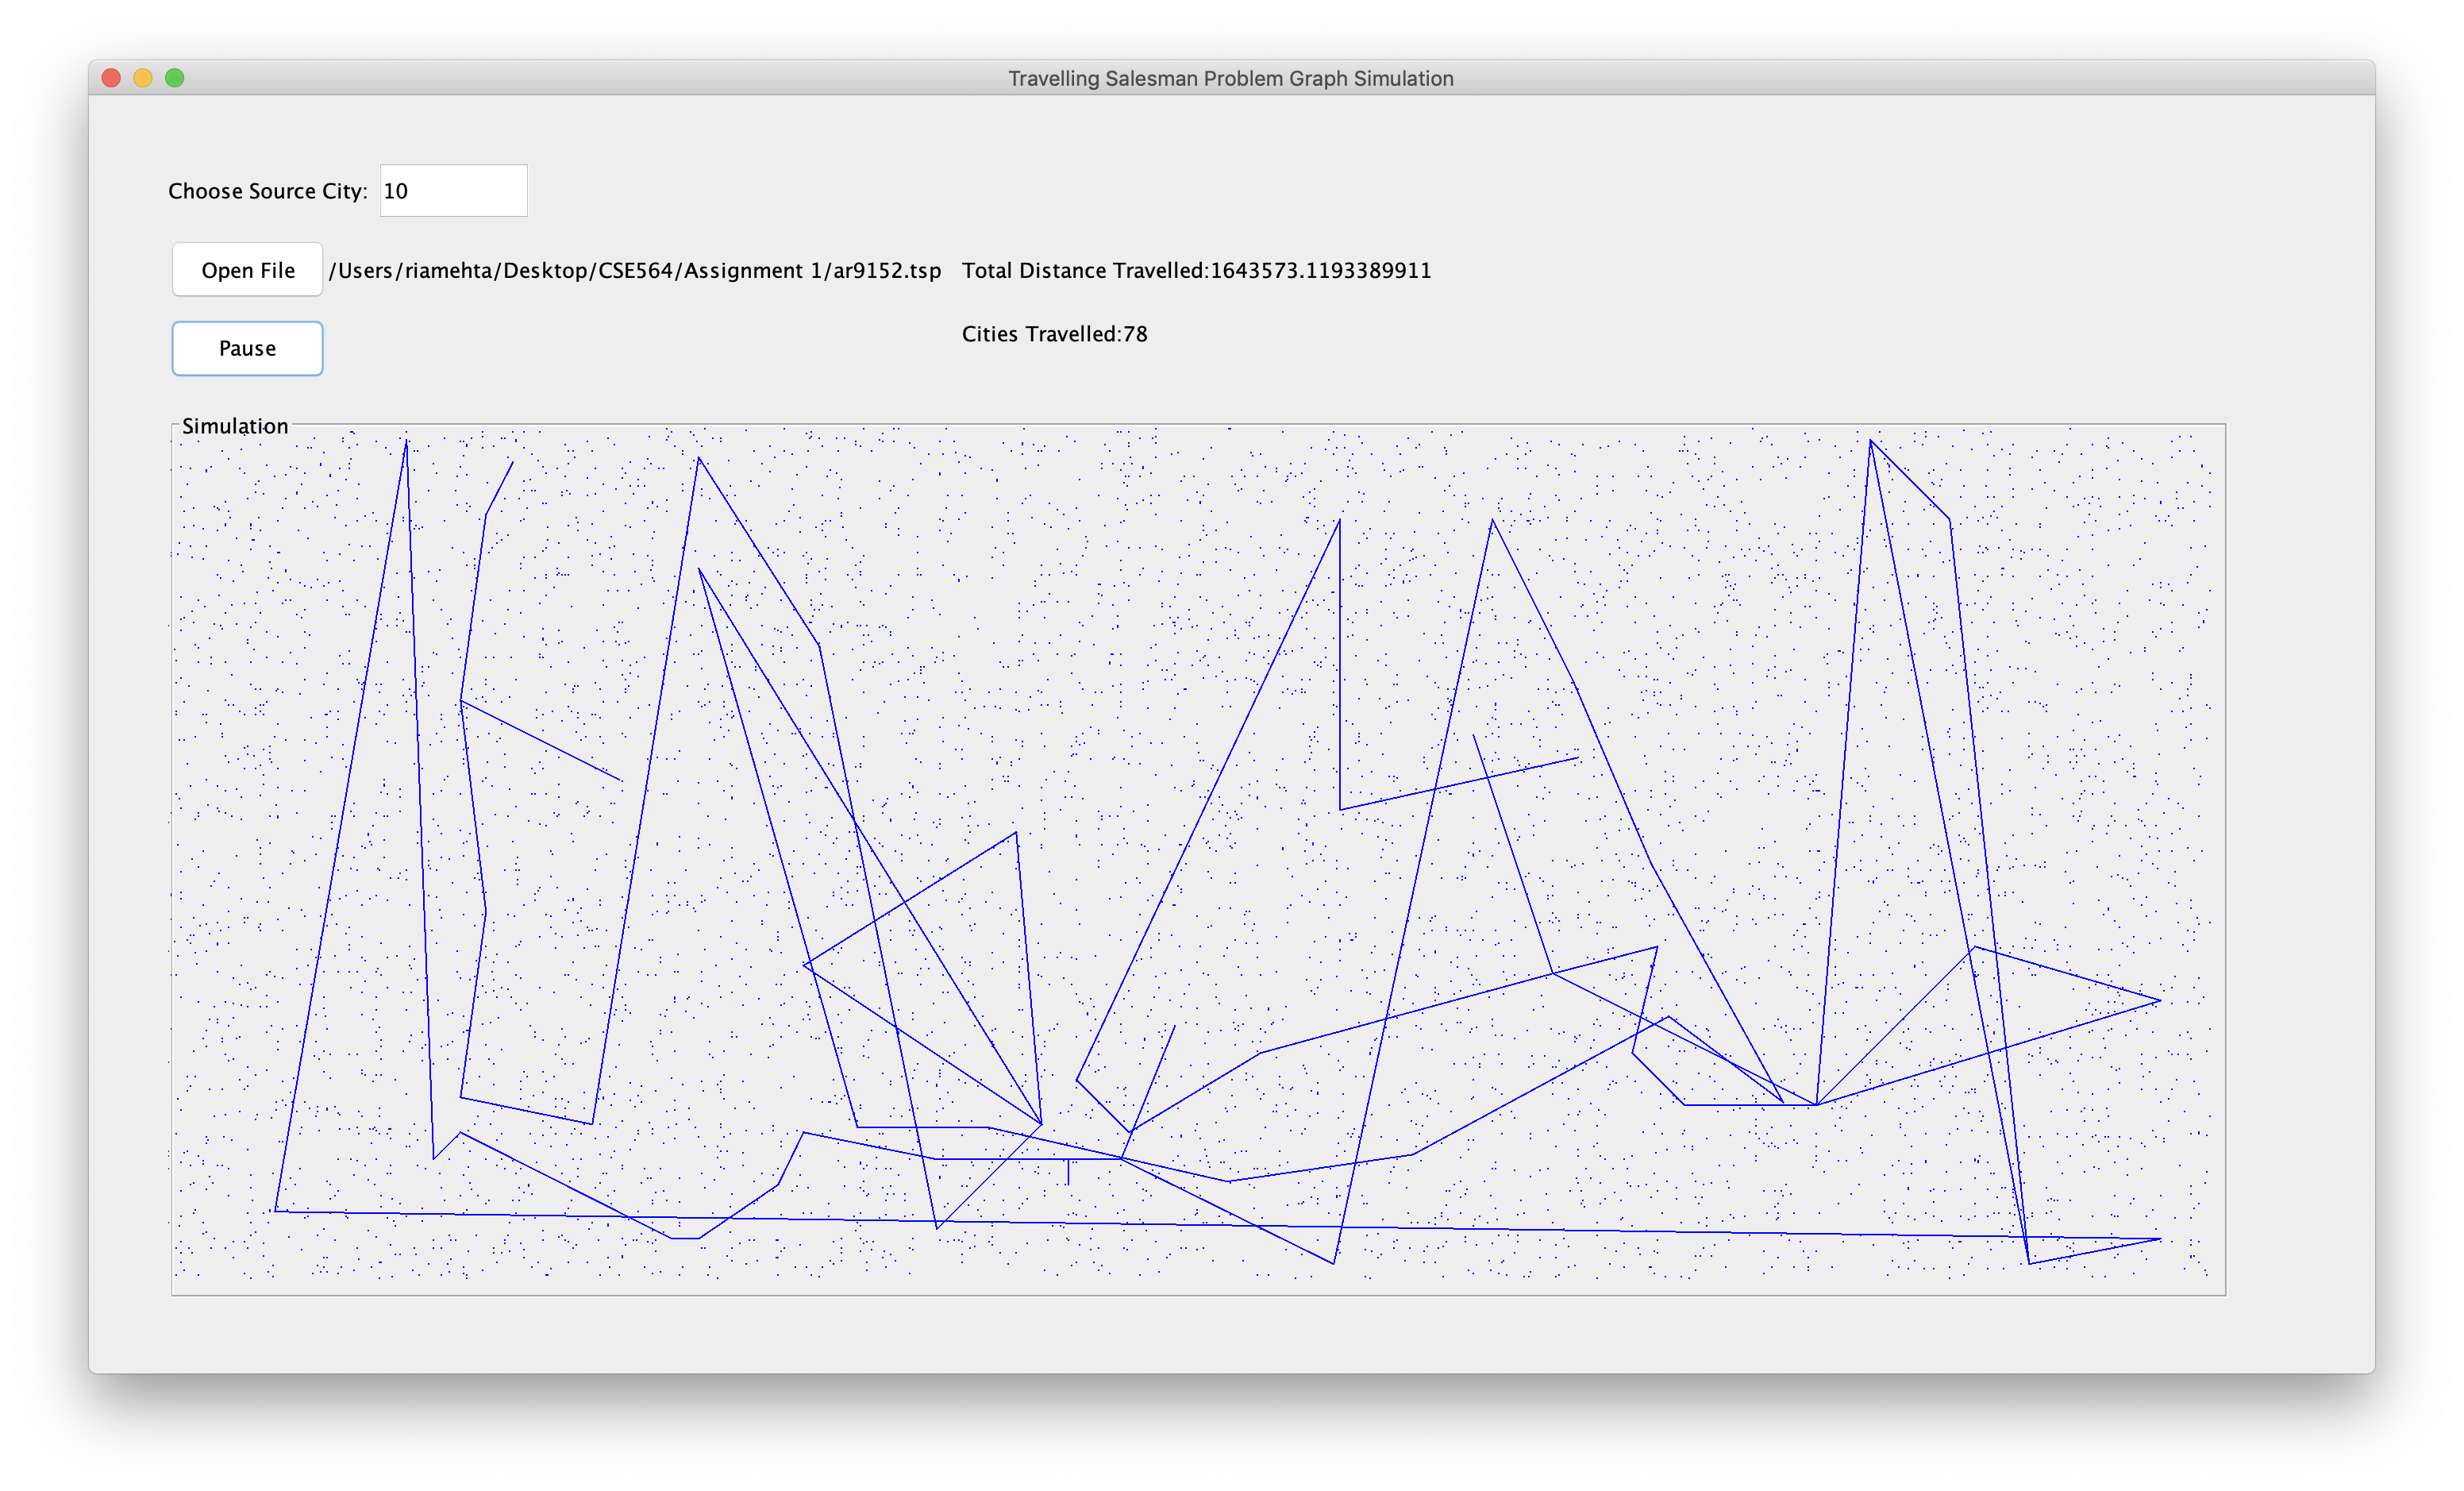 Travelling Salesman Problem Graph Simulation
Choose Source City: 10
Open File /Users/riamehta/Desktop/CSE564/Assignment 1/ar9152.tsp Total Distance Travelled:1643573.1193389911
Pause Cities Travelled:78
Simulation